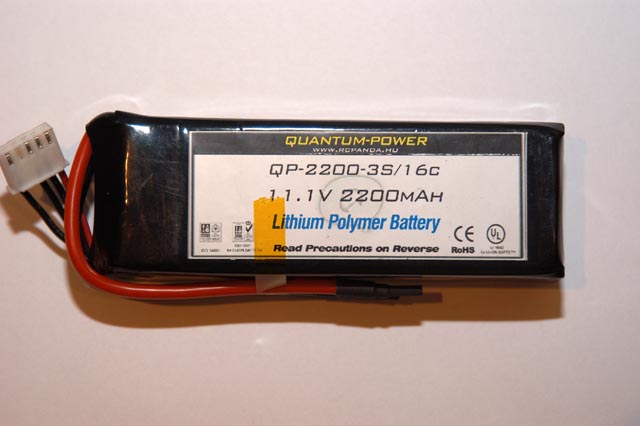 QUANTUM-POWER
WWW.RCPANDA.HU
QP-2200-3S/16C
11.1V 2200MAH
Lithium Polymer Battery
Read Precautions on Reverse
CE
RoHS
UL